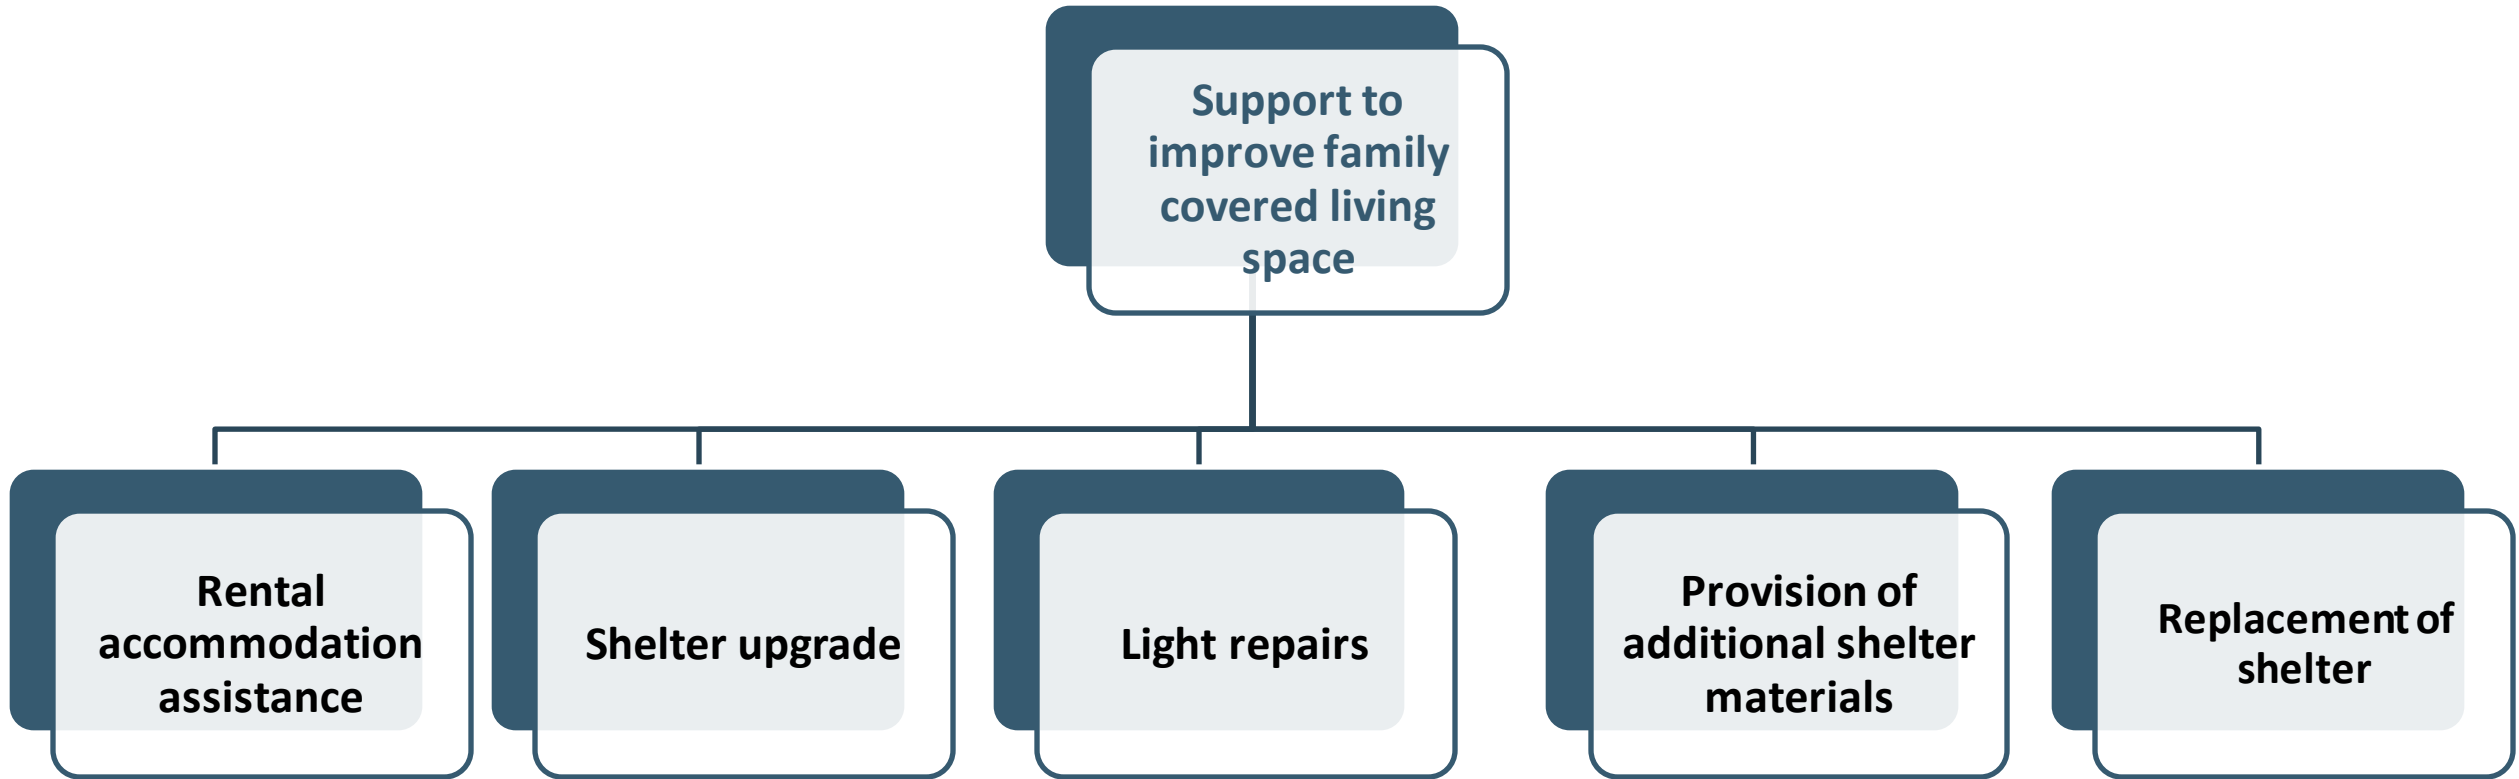 Support to
improve family
covered living
space
Rental
accommodation
assistance
Shelter upgrade
Light repairs
Provision of
additional shelter
materials
Replacement of
shelter